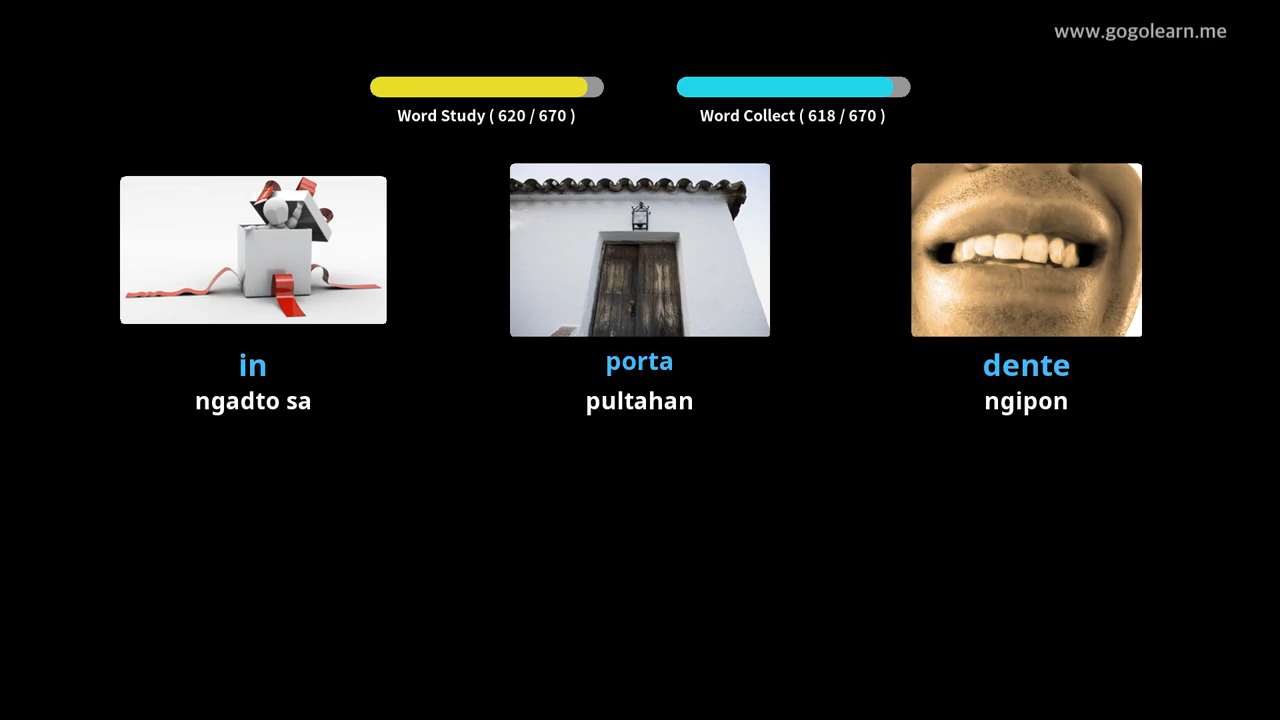 www.gogolearn.me
Word Study ( 620 / 670 )
Word Collect ( 618 / 670 )
in
ngadto sa
porta
pultahan
dente
ngipon